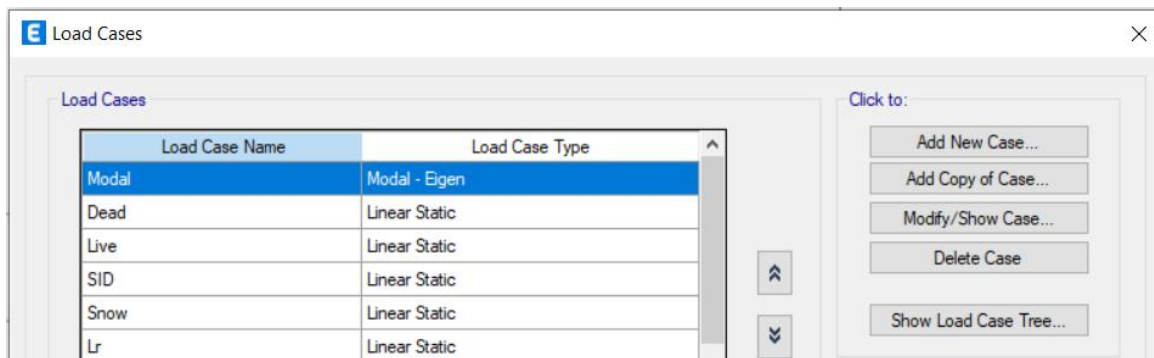 E Load Cases
Load Cases
Click to:
Load Case Name Load Case Type
Modal Modal - Eigen
Dead Linear Static
Live Linear Static
SID Linear Static
Snow Linear Static
Lr Linear Static
Add New Case...
Add Copy of Case...
Modify/Show Case...
Delete Case
Show Load Case Tree...